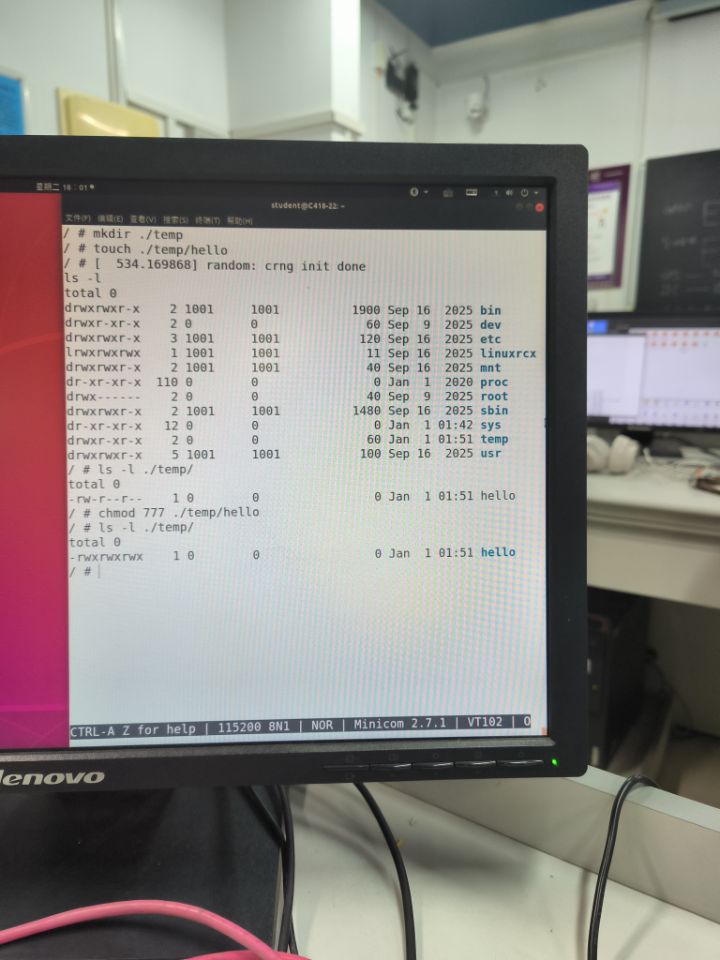 星期二 16：01
student@C418-22: ~
文件(F) 编辑(E) 查看(V) 搜索(S) 终端(T) 帮助(H)
/ # mkdir ./temp
/ # touch ./temp/hello
/ # [  534.169868] random: crng init done
ls -l
total 0
drwxrwxr-x    2 1001     1001          1900 Sep 16  2025 bin
drwxr-xr-x    2 0        0               60 Sep  9  2025 dev
drwxrwxr-x    3 1001     1001           120 Sep 16  2025 etc
lrwxrwxrwx    1 1001     1001            11 Sep 16  2025 linuxrcx
drwxrwxr-x    2 1001     1001            40 Sep 16  2025 mnt
dr-xr-xr-x  110 0        0                0 Jan  1  2020 proc
drwx------    2 0        0               40 Sep  9  2025 root
drwxrwxr-x    2 1001     1001          1480 Sep 16  2025 sbin
dr-xr-xr-x   12 0        0                0 Jan  1 01:42 sys
drwxr-xr-x    2 0        0               60 Jan  1 01:51 temp
drwxrwxr-x    5 1001     1001           100 Sep 16  2025 usr
/ # ls -l ./temp/
total 0
-rw-r--r--    1 0        0                0 Jan  1 01:51 hello
/ # chmod 777 ./temp/hello
/ # ls -l ./temp/
total 0
-rwxrwxrwx    1 0        0                0 Jan  1 01:51 hello
/ #
CTRL-A Z for help | 115200 8N1 | NOR | Minicom 2.7.1 | VT102 | O
lenovo